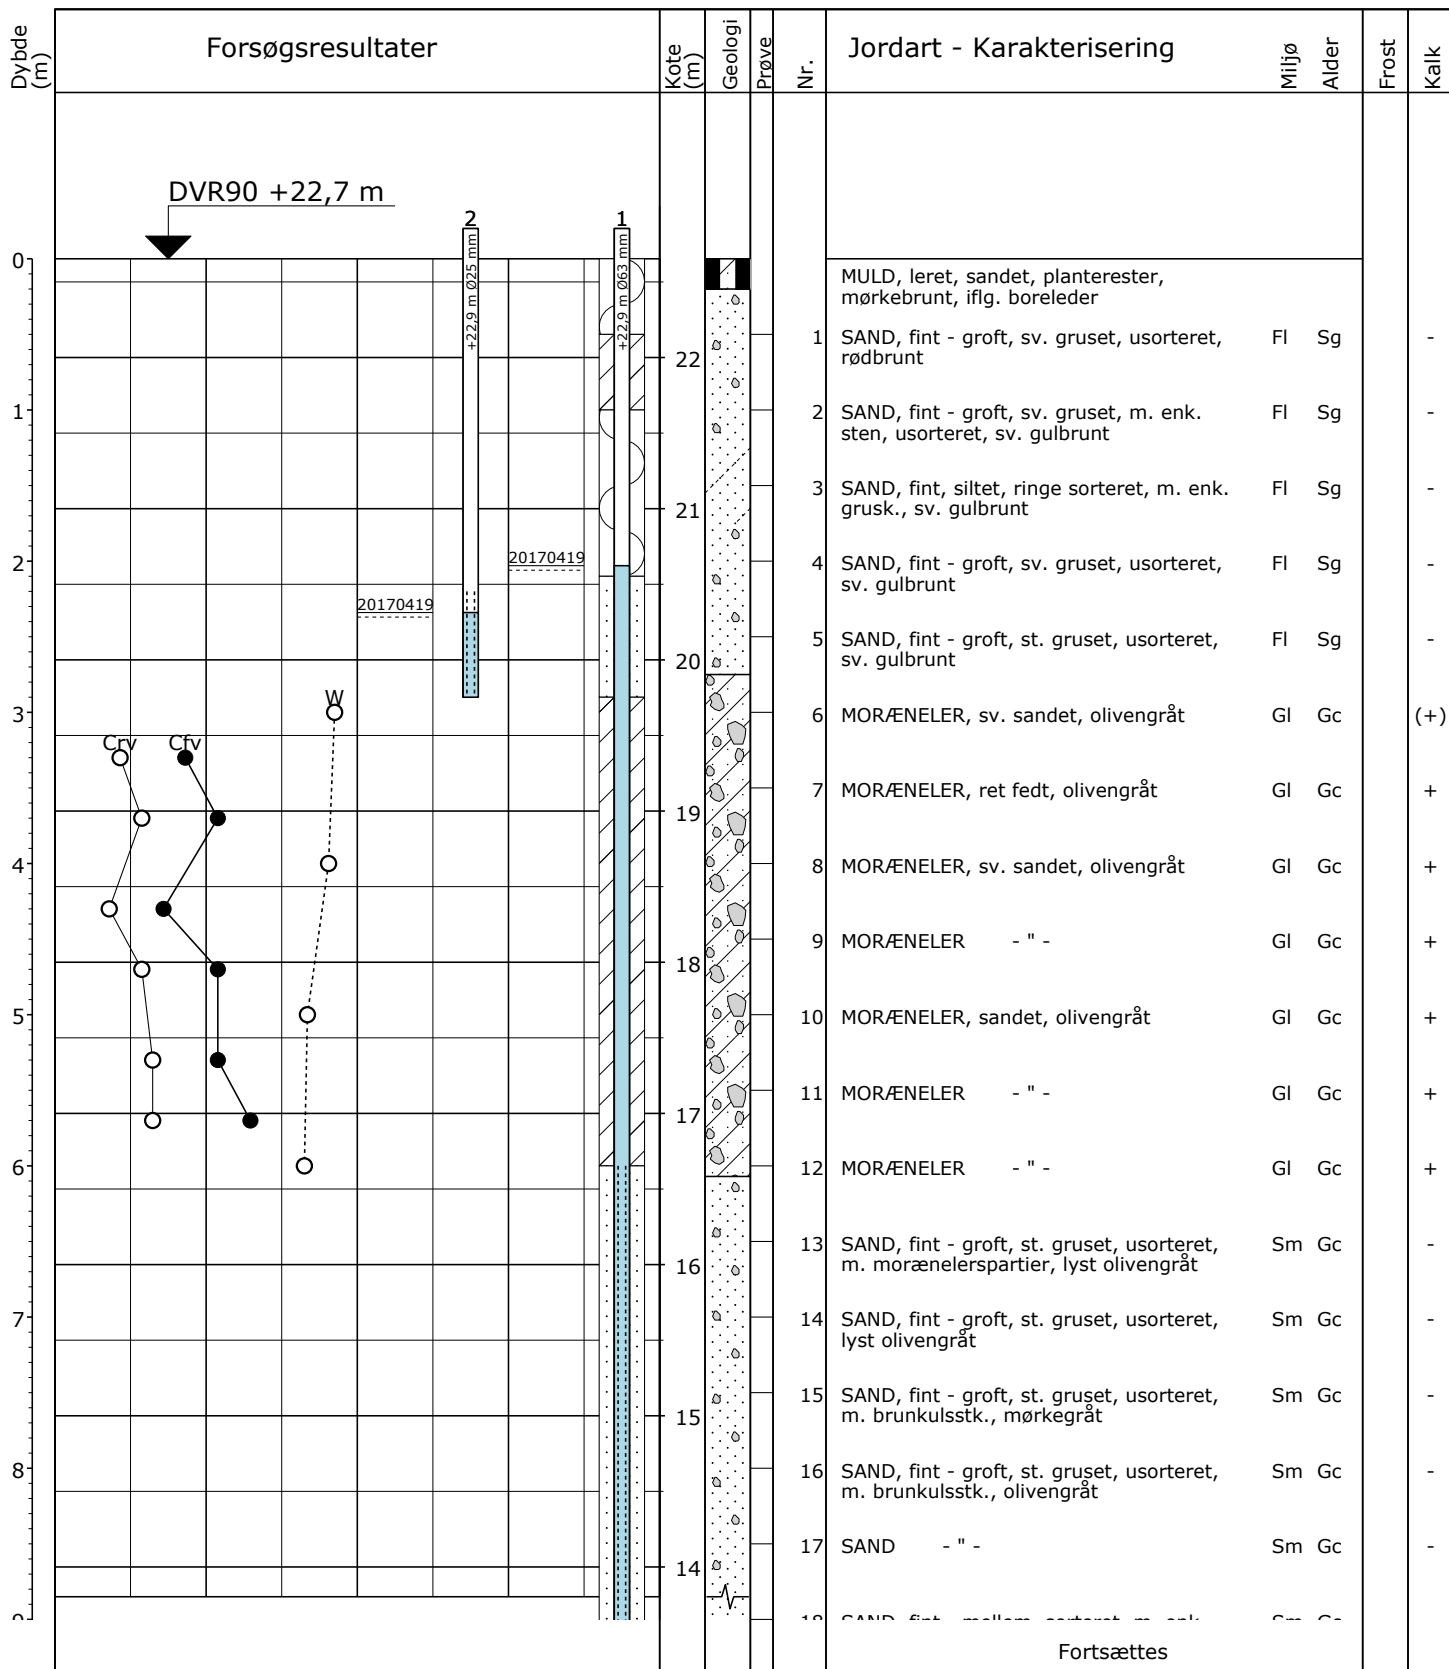 Dybde (m)
Forsøgsresultater
Kote (m)
Geologi
Prøve
Nr.
Jordart - Karakterisering
Miljø
Alder
Frost
Kalk
DVR90 +22,7 m
2
1
+22,9 m Ø25 mm
+22,9 m Ø63 mm
0
MULD, leret, sandet, planterester,
mørkebrunt, iflg. boreleder
22
1 SAND, fint - groft, sv. gruset, usorteret, Fl Sg -
rødbrunt
1
2 SAND, fint - groft, sv. gruset, m. enk. Fl Sg -
sten, usorteret, sv. gulbrunt
21
3 SAND, fint, siltet, ringe sorteret, m. enk. Fl Sg -
grusk., sv. gulbrunt
2
20170419
4 SAND, fint - groft, sv. gruset, usorteret, Fl Sg -
sv. gulbrunt
20170419
20
5 SAND, fint - groft, st. gruset, usorteret, Fl Sg -
sv. gulbrunt
3
W
6 MORÆNELER, sv. sandet, olivengråt Gl Gc (+)
Crv Cfv
19
7 MORÆNELER, ret fedt, olivengråt Gl Gc +
4
8 MORÆNELER, sv. sandet, olivengråt Gl Gc +
18
9 MORÆNELER - " - Gl Gc +
5
10 MORÆNELER, sandet, olivengråt Gl Gc +
17
11 MORÆNELER - " - Gl Gc +
6
12 MORÆNELER - " - Gl Gc +
16
13 SAND, fint - groft, st. gruset, usorteret, Sm Gc -
m. morænelerspartier, lyst olivengråt
7
14 SAND, fint - groft, st. gruset, usorteret, Sm Gc -
lyst olivengråt
15
15 SAND, fint - groft, st. gruset, usorteret, Sm Gc -
m. brunkulsstk., mørkegråt
8
16 SAND, fint - groft, st. gruset, usorteret, Sm Gc -
m. brunkulsstk., olivengråt
14
17 SAND - " - Sm Gc -
Fortsættes